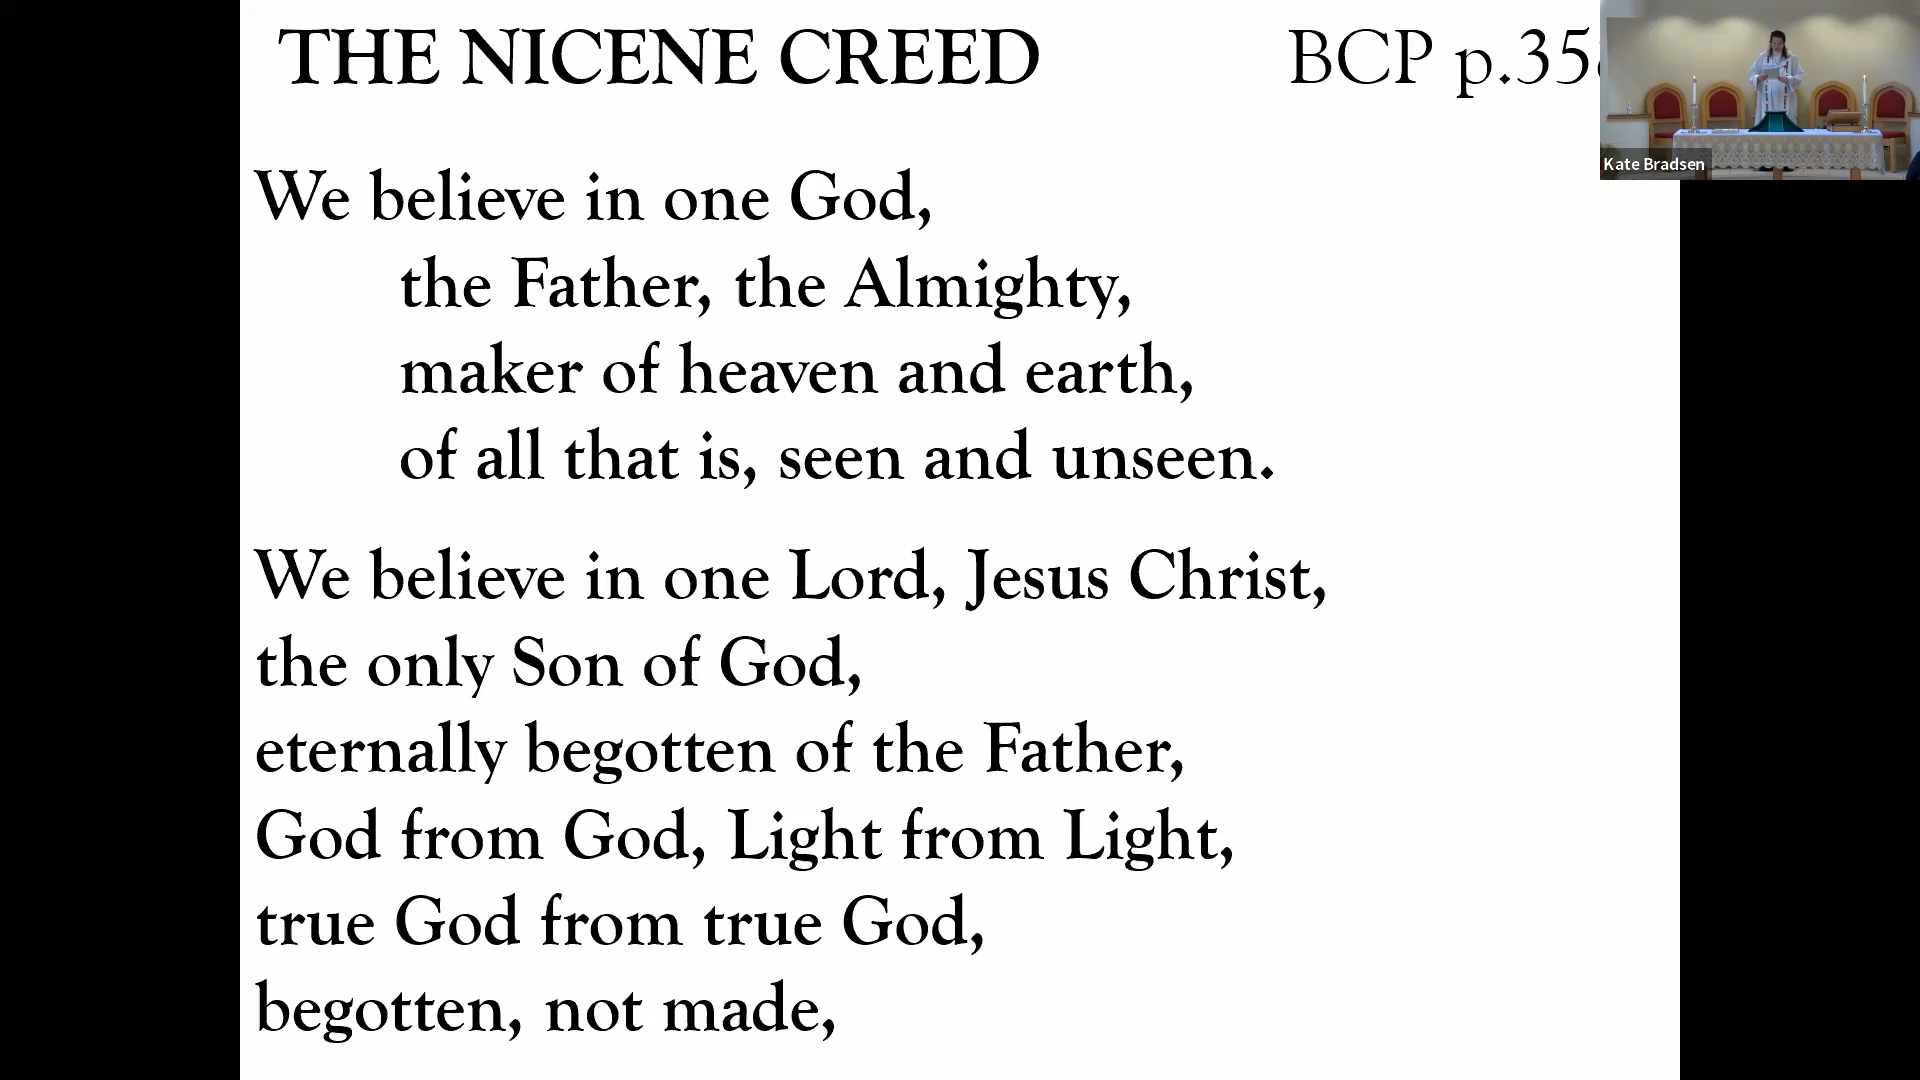 THE NICENE CREED BCP p.35
Kate Bradsen
We believe in one God,
the Father, the Almighty,
maker of heaven and earth,
of all that is, seen and unseen.
We believe in one Lord, Jesus Christ,
the only Son of God,
eternally begotten of the Father,
God from God, Light from Light,
true God from true God,
begotten, not made,